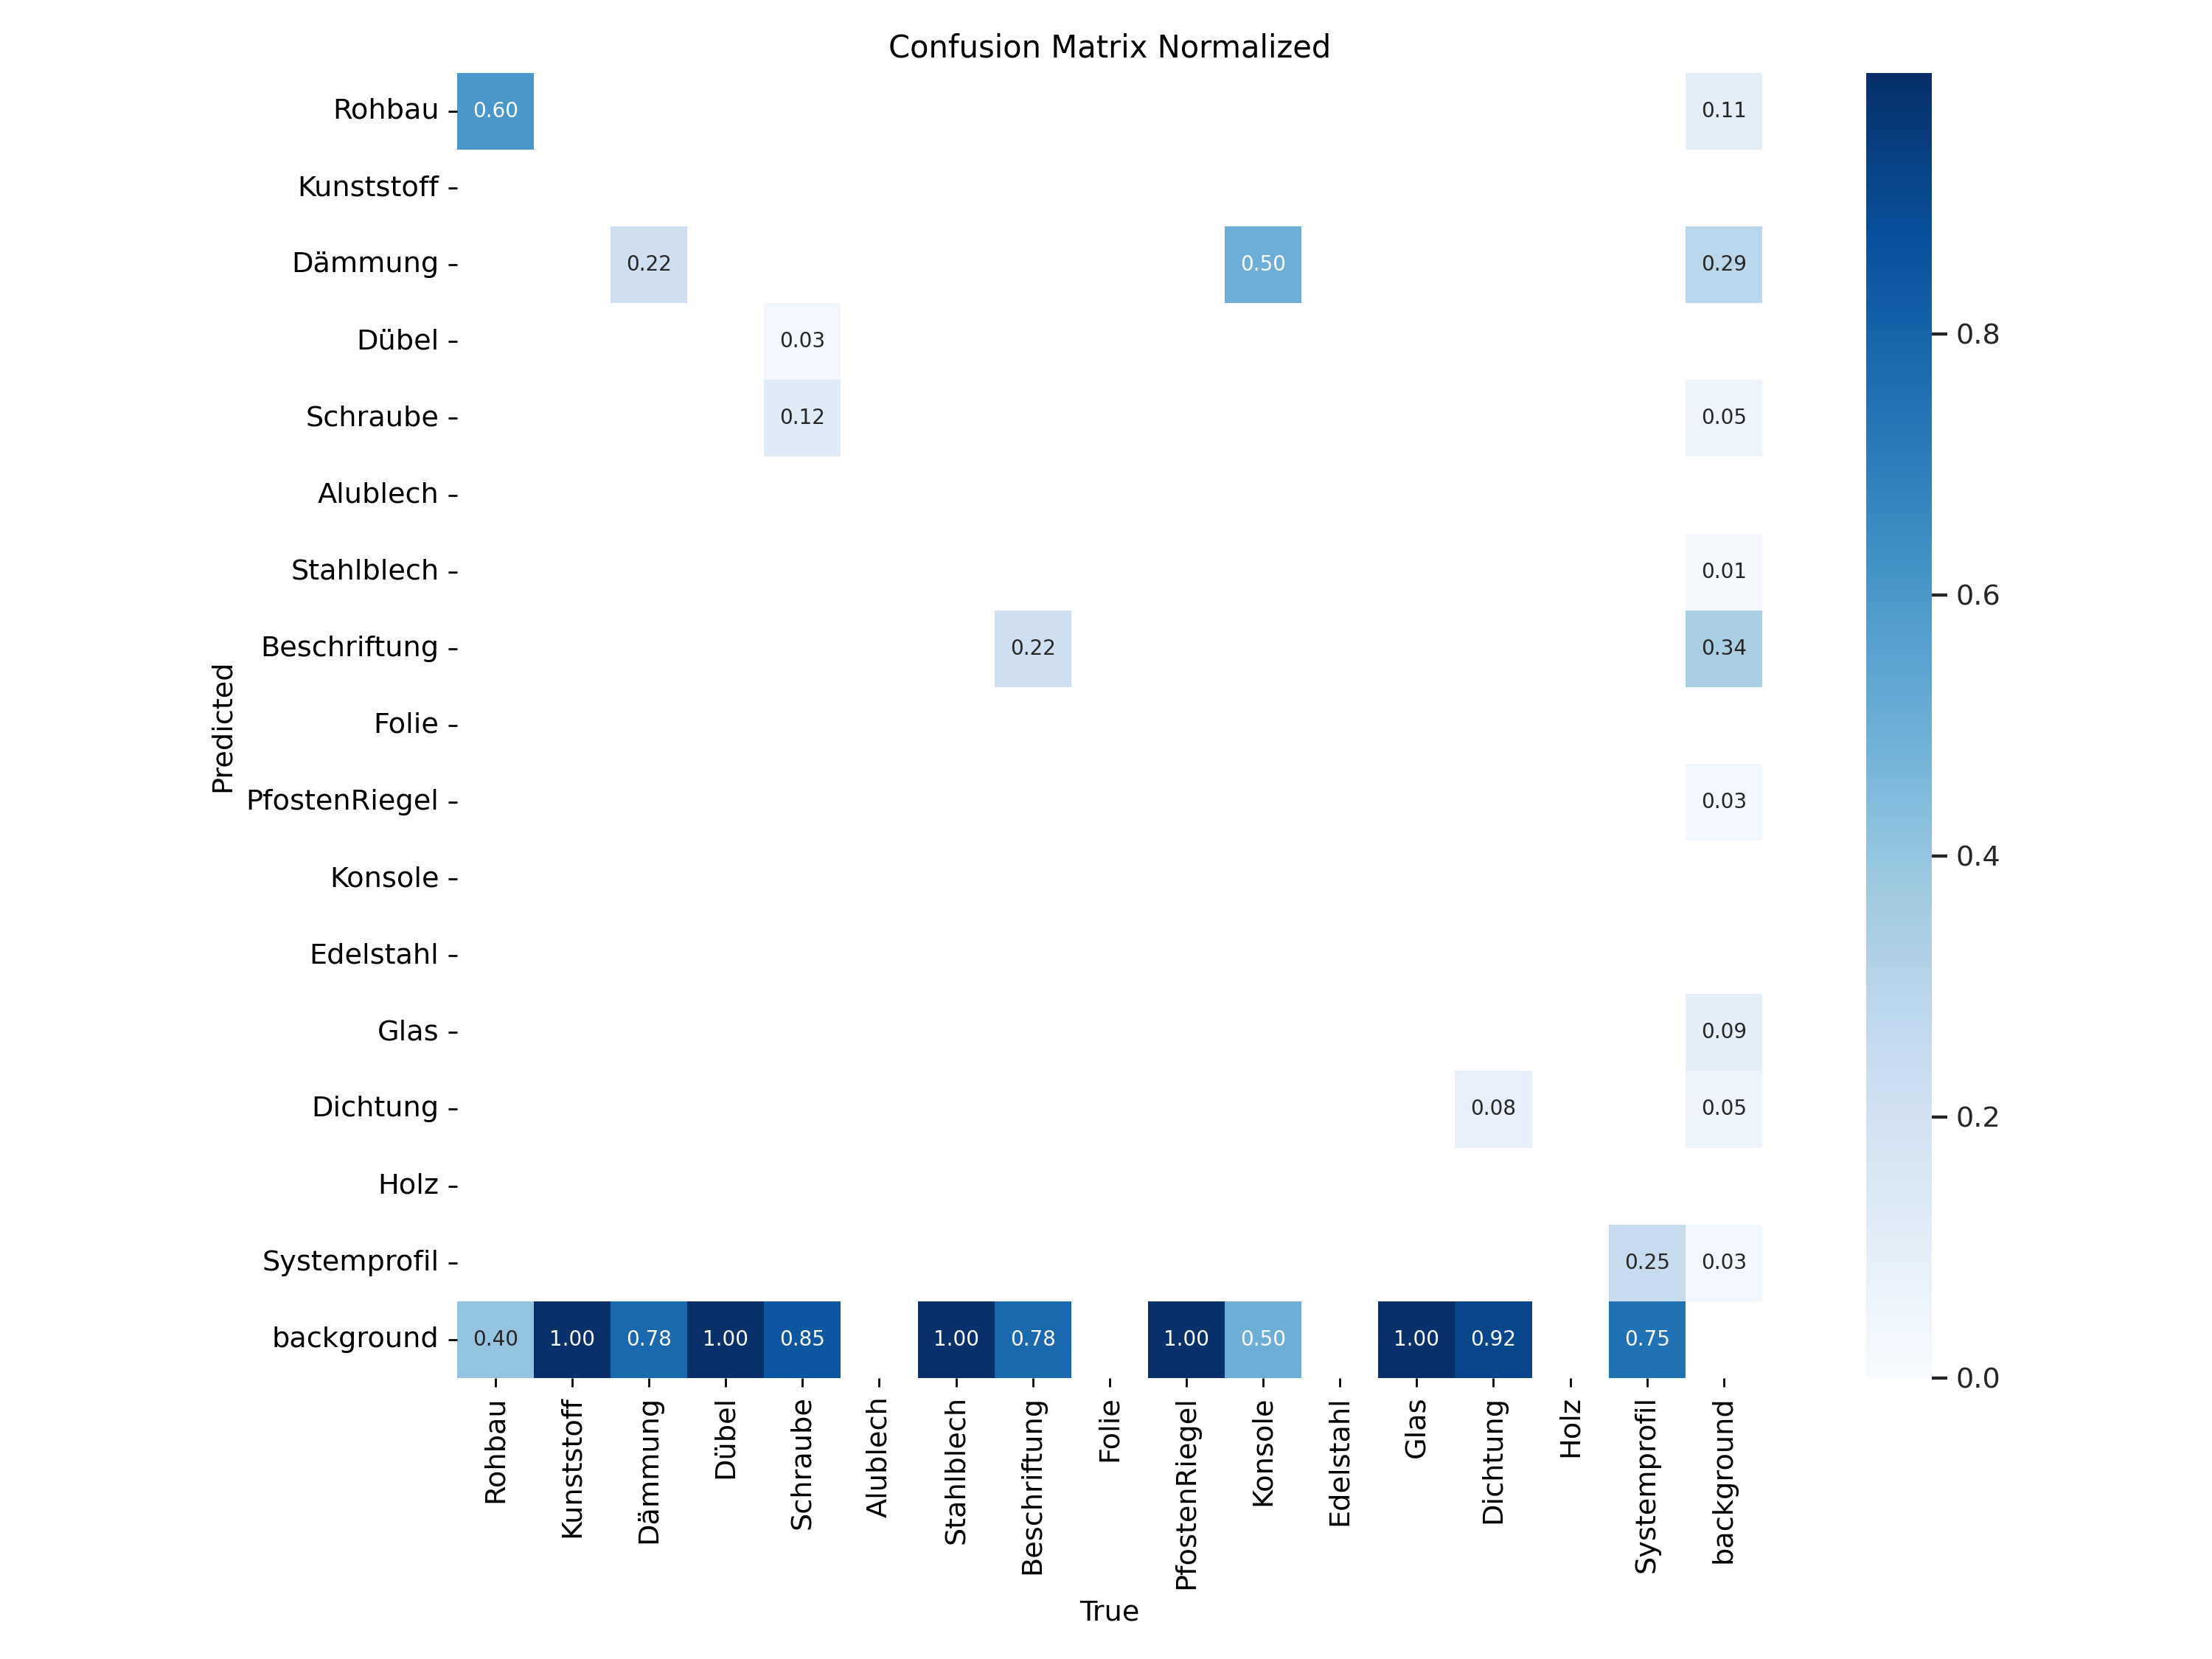 Confusion Matrix Normalized
Rohbau 0.60 0.11
Kunststoff
Dämmung 0.22 0.50 0.29
Dübel 0.03
0.8
Schraube 0.12 0.05
Alublech
Stahlblech 0.01
0.6
Beschriftung 0.22 0.34
Predicted
Folie
PfostenRiegel 0.03
0.4
Konsole
Edelstahl
Glas 0.09
Dichtung 0.08 0.05
0.2
Holz
Systemprofil 0.25 0.03
background 0.40 1.00 0.78 1.00 0.85 1.00 0.78 1.00 0.50 1.00 0.92 0.75
0.0
Rohbau
Kunststoff
Dämmung
Dübel
Schraube
Alublech
Stahlblech
Beschriftung
Folie
PfostenRiegel
Konsole
Edelstahl
Glas
Dichtung
Holz
Systemprofil
background
True